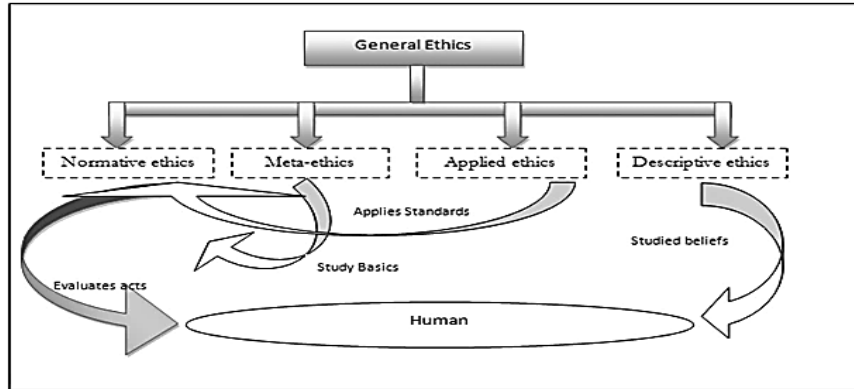 General Ethics
Normative ethics
Meta-ethics
Applied ethics
Descriptive ethics
Applies Standards
Studied beliefs
Study Basics
Evaluates acts
Human